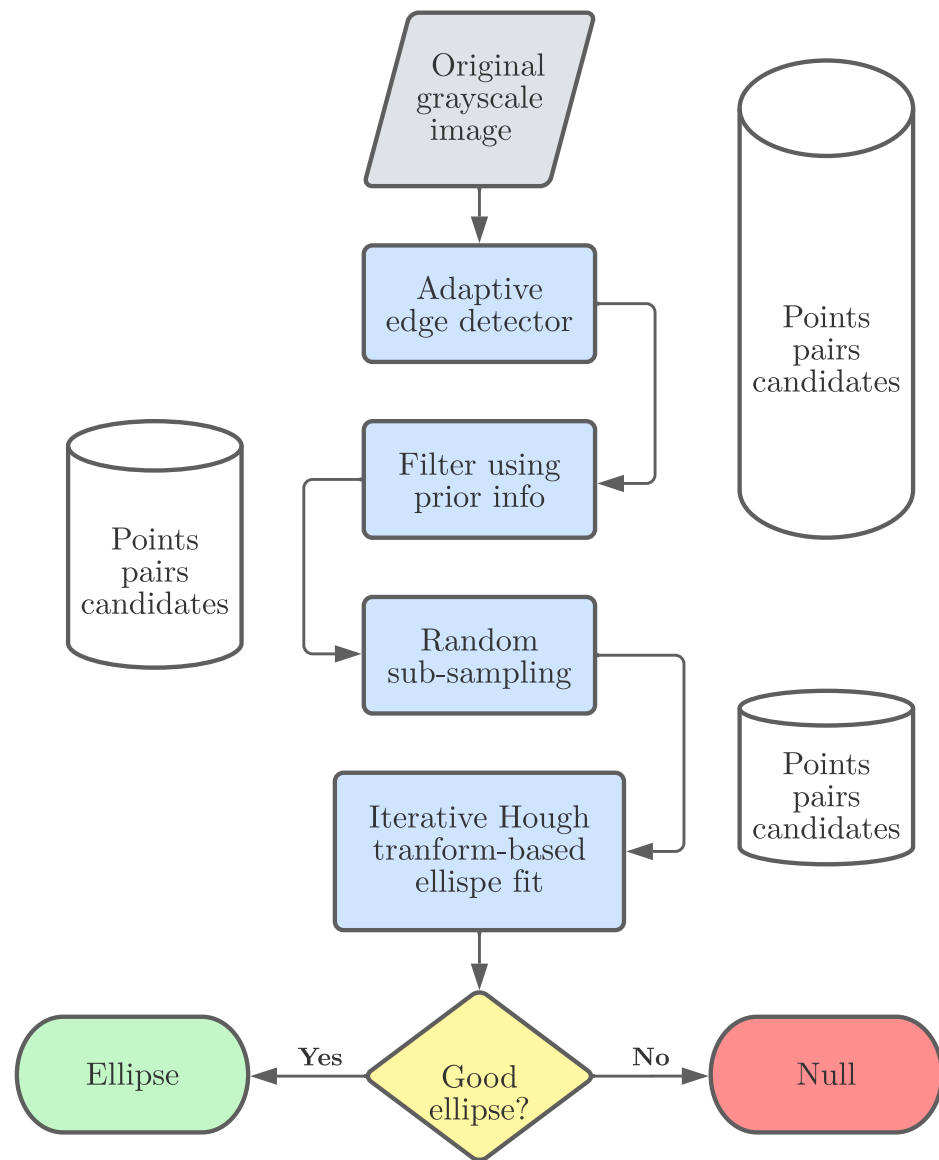 Original
grayscale
image
Adaptive
edge detector
Points
pairs
candidates
Filter using
prior info
Points
pairs
candidates
Random
sub-sampling
Points
pairs
candidates
Iterative Hough
tranform-based
ellispe fit
Yes
No
Ellipse
Good
ellipse?
Null